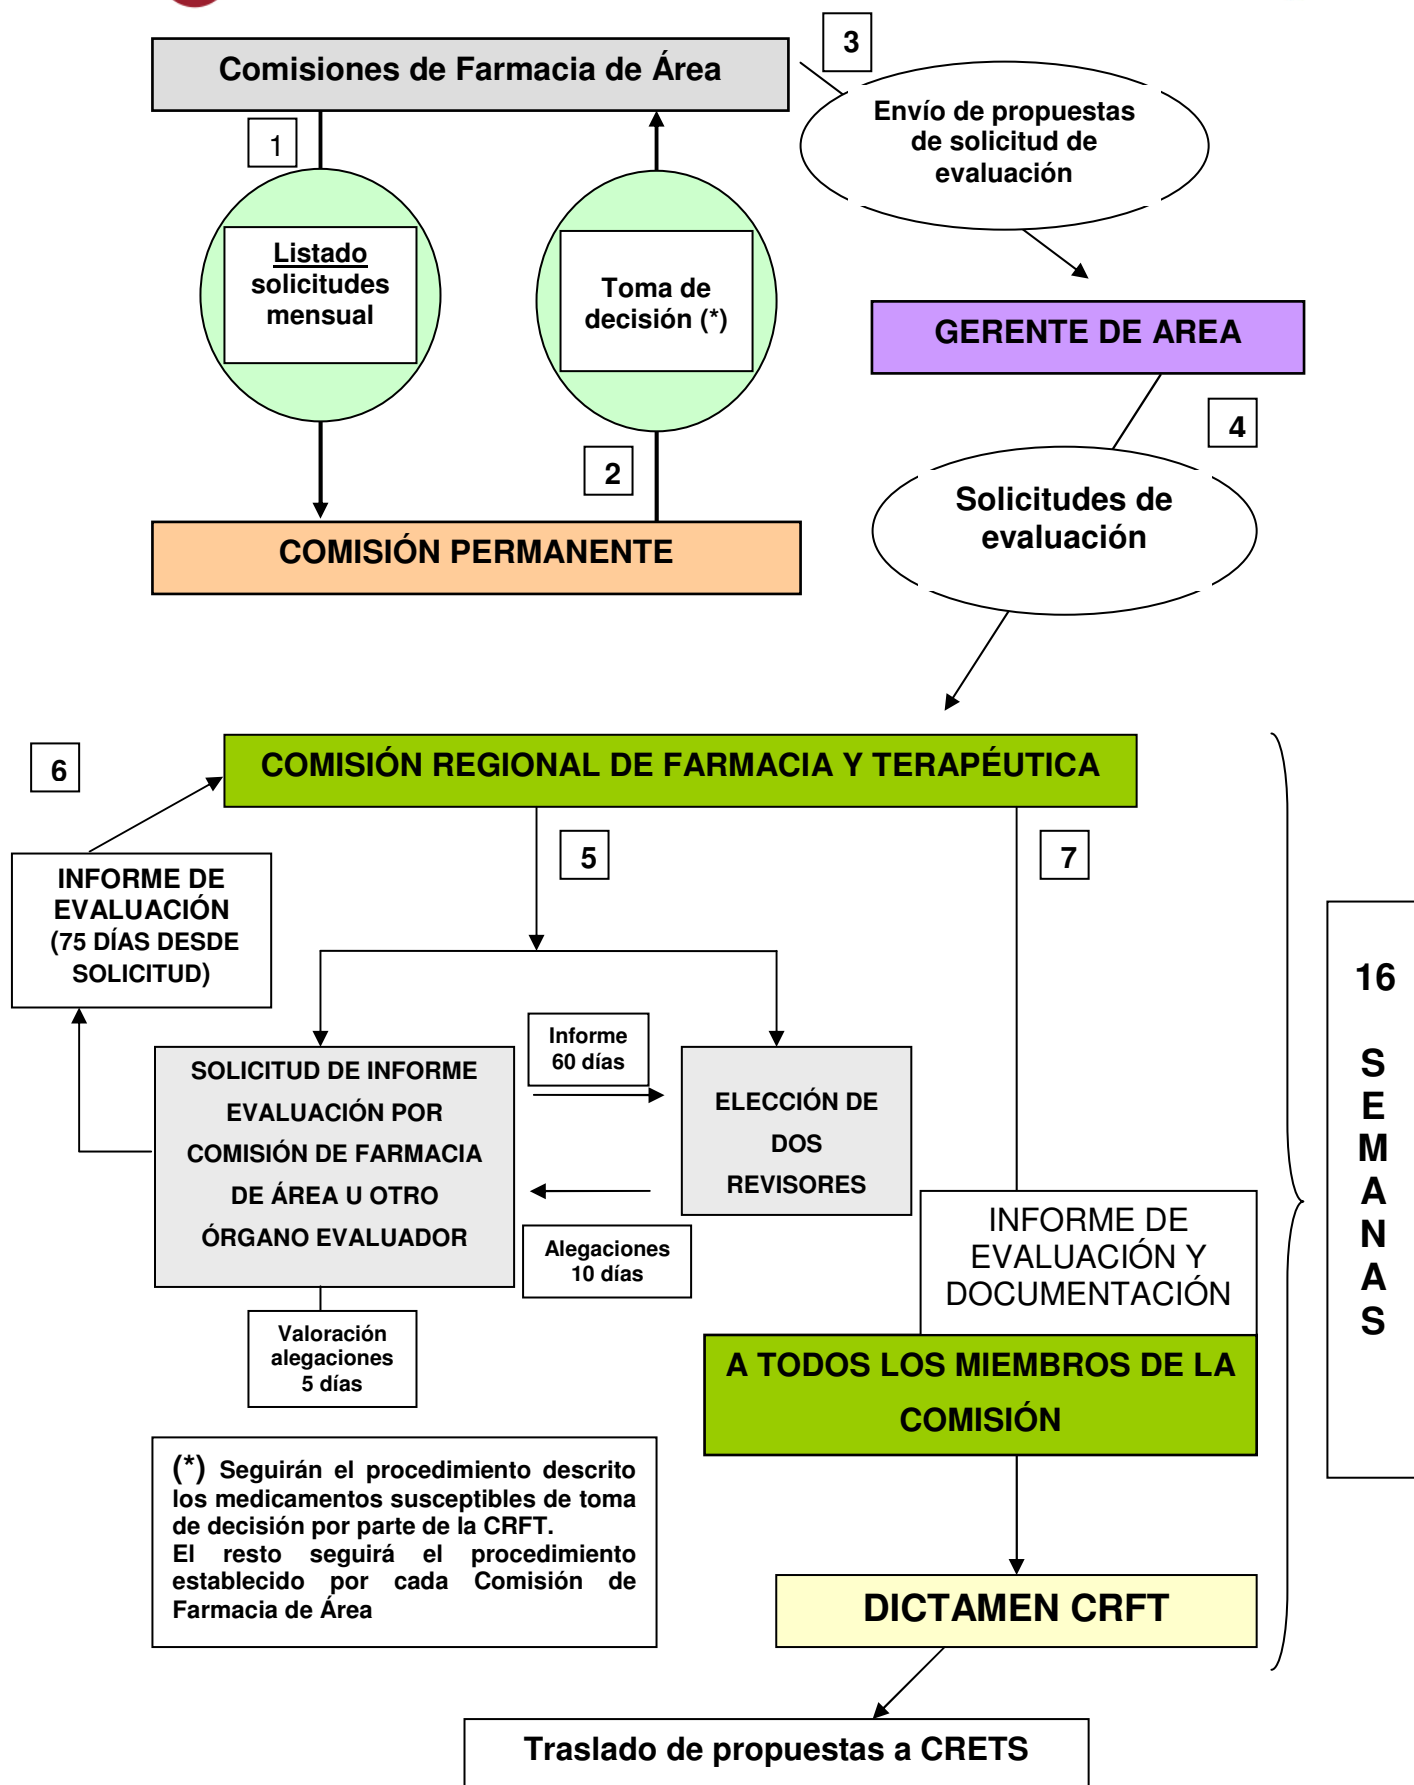 Comisiones de Farmacia de Área
3
Envío de propuestas
de solicitud de
evaluación
1
Listado
solicitudes
mensual
Toma de
decisión (*)
GERENTE DE AREA
4
2
Solicitudes de
evaluación
COMISIÓN PERMANENTE
6
COMISIÓN REGIONAL DE FARMACIA Y TERAPÉUTICA
5
7
INFORME DE
EVALUACIÓN
(75 DÍAS DESDE
SOLICITUD)
16
S
E
M
A
N
A
S
Informe
60 días
SOLICITUD DE INFORME
EVALUACIÓN POR
COMISIÓN DE FARMACIA
DE ÁREA U OTRO
ÓRGANO EVALUADOR
ELECCIÓN DE
DOS
REVISORES
Alegaciones
10 días
INFORME DE
EVALUACIÓN Y
DOCUMENTACIÓN
Valoración
alegaciones
5 días
A TODOS LOS MIEMBROS DE LA
COMISIÓN
(*) Seguirán el procedimiento descrito
los medicamentos susceptibles de toma
de decisión por parte de la CRFT.
El resto seguirá el procedimiento
establecido por cada Comisión de
Farmacia de Área
DICTAMEN CRFT
Traslado de propuestas a CRETS